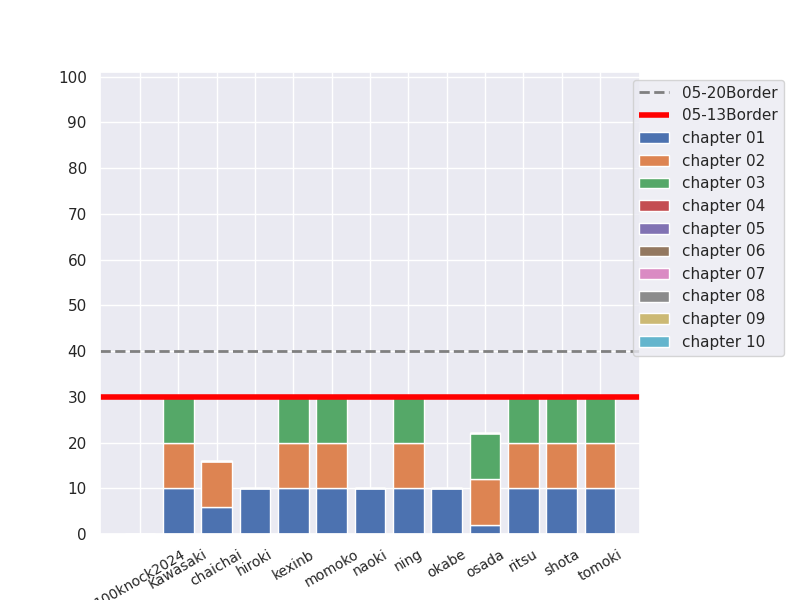 100
90
80
70
60
50
40
30
20
10
0
05-20Border
05-13Border
chapter 01
chapter 02
chapter 03
chapter 04
chapter 05
chapter 06
chapter 07
chapter 08
chapter 09
chapter 10
100knock2024
kawasaki
chaichai
hiroki
kexinb
momoko
naoki
ning
okabe
osada
ritsu
shota
tomoki